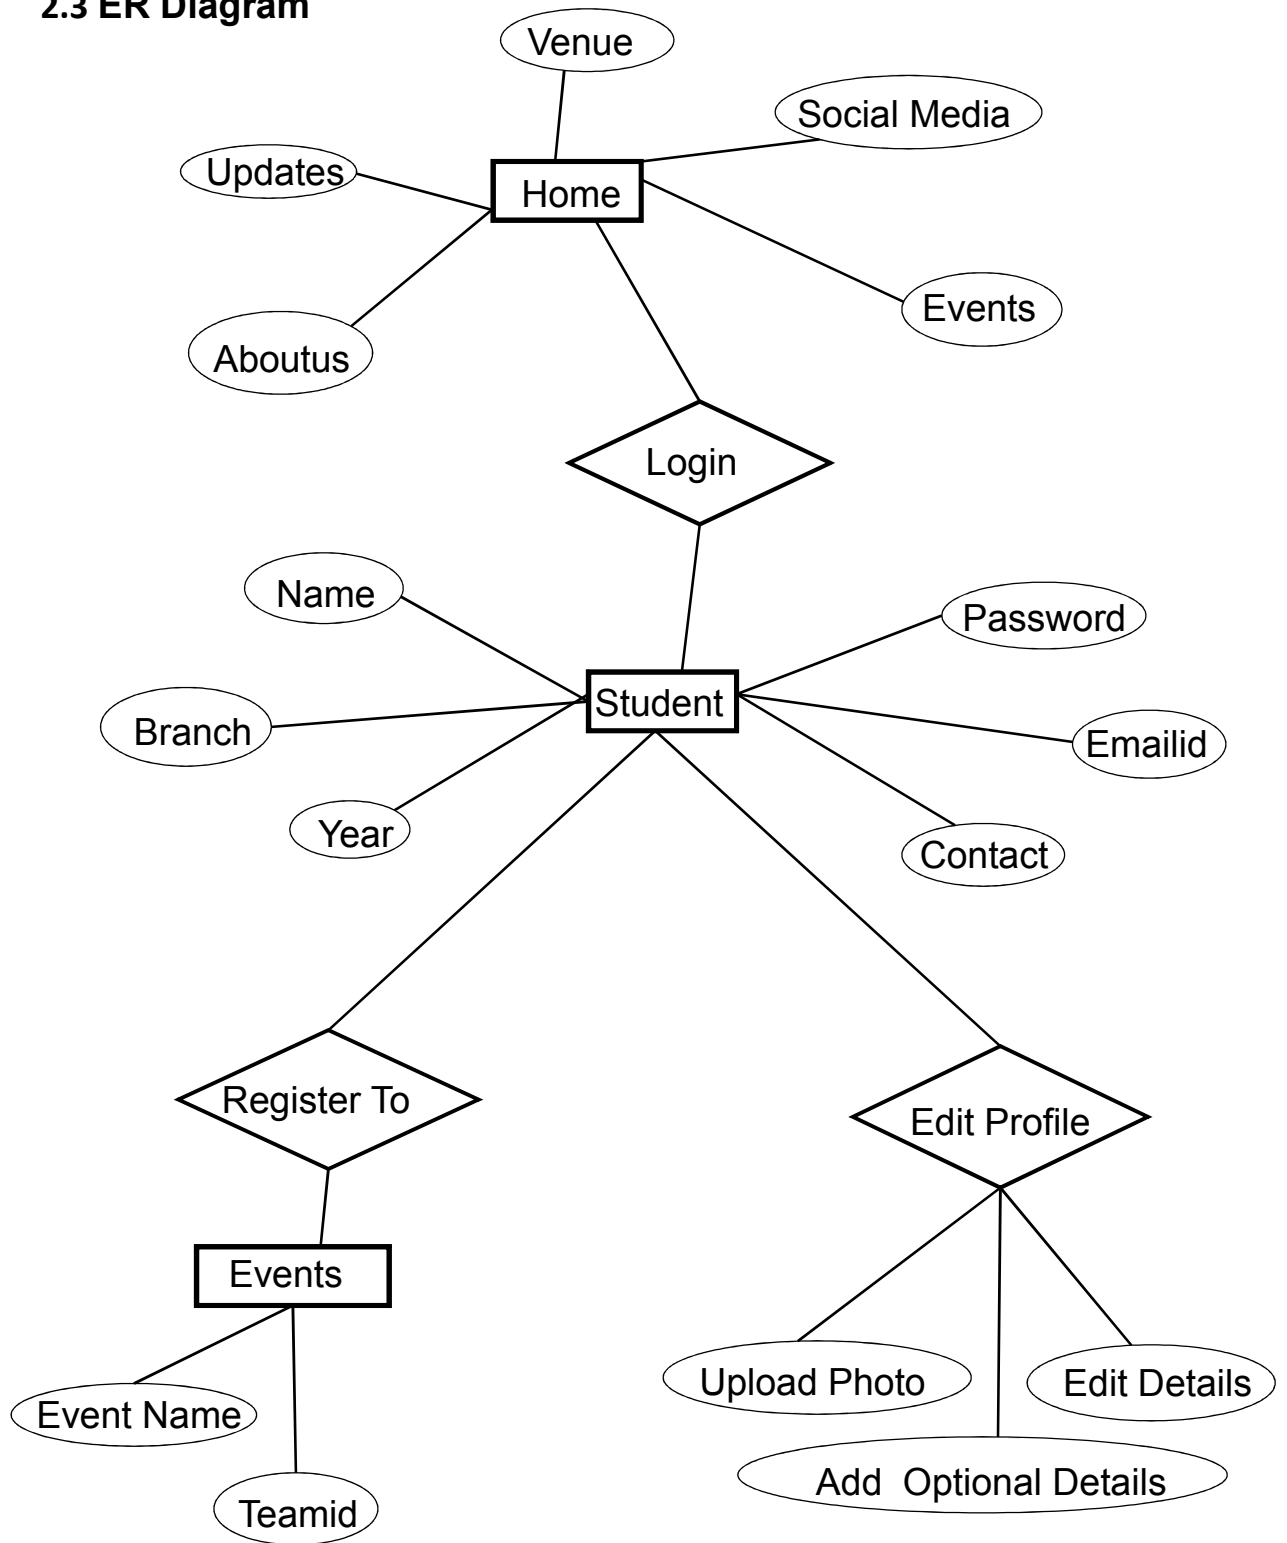 2.3 ER Diagram
Venue
Social Media
Updates
Home
Events
Aboutus
Login
Name
Password
Student
Branch
Emailid
Year
Contact
Register To
Edit Profile
Events
Upload Photo
Edit Details
Event Name
Add  Optional Details
Teamid